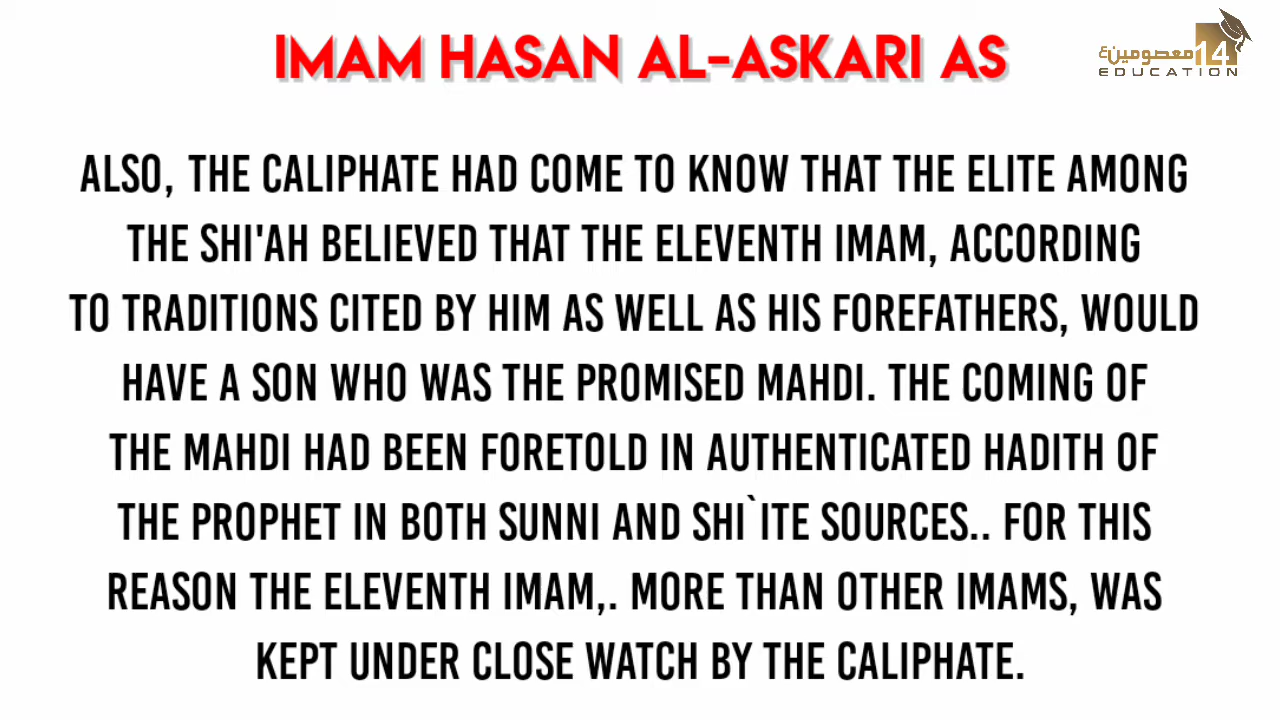 IMAM HASAN AL-ASKARI AS
معصومین ع 14
EDUCATION
ALSO, THE CALIPHATE HAD COME TO KNOW THAT THE ELITE AMONG
THE SHI'AH BELIEVED THAT THE ELEVENTH IMAM, ACCORDING
TO TRADITIONS CITED BY HIM AS WELL AS HIS FOREFATHERS, WOULD
HAVE A SON WHO WAS THE PROMISED MAHDI. THE COMING OF
THE MAHDI HAD BEEN FORETOLD IN AUTHENTICATED HADITH OF
THE PROPHET IN BOTH SUNNI AND SHI`ITE SOURCES.. FOR THIS
REASON THE ELEVENTH IMAM,. MORE THAN OTHER IMAMS, WAS
KEPT UNDER CLOSE WATCH BY THE CALIPHATE.